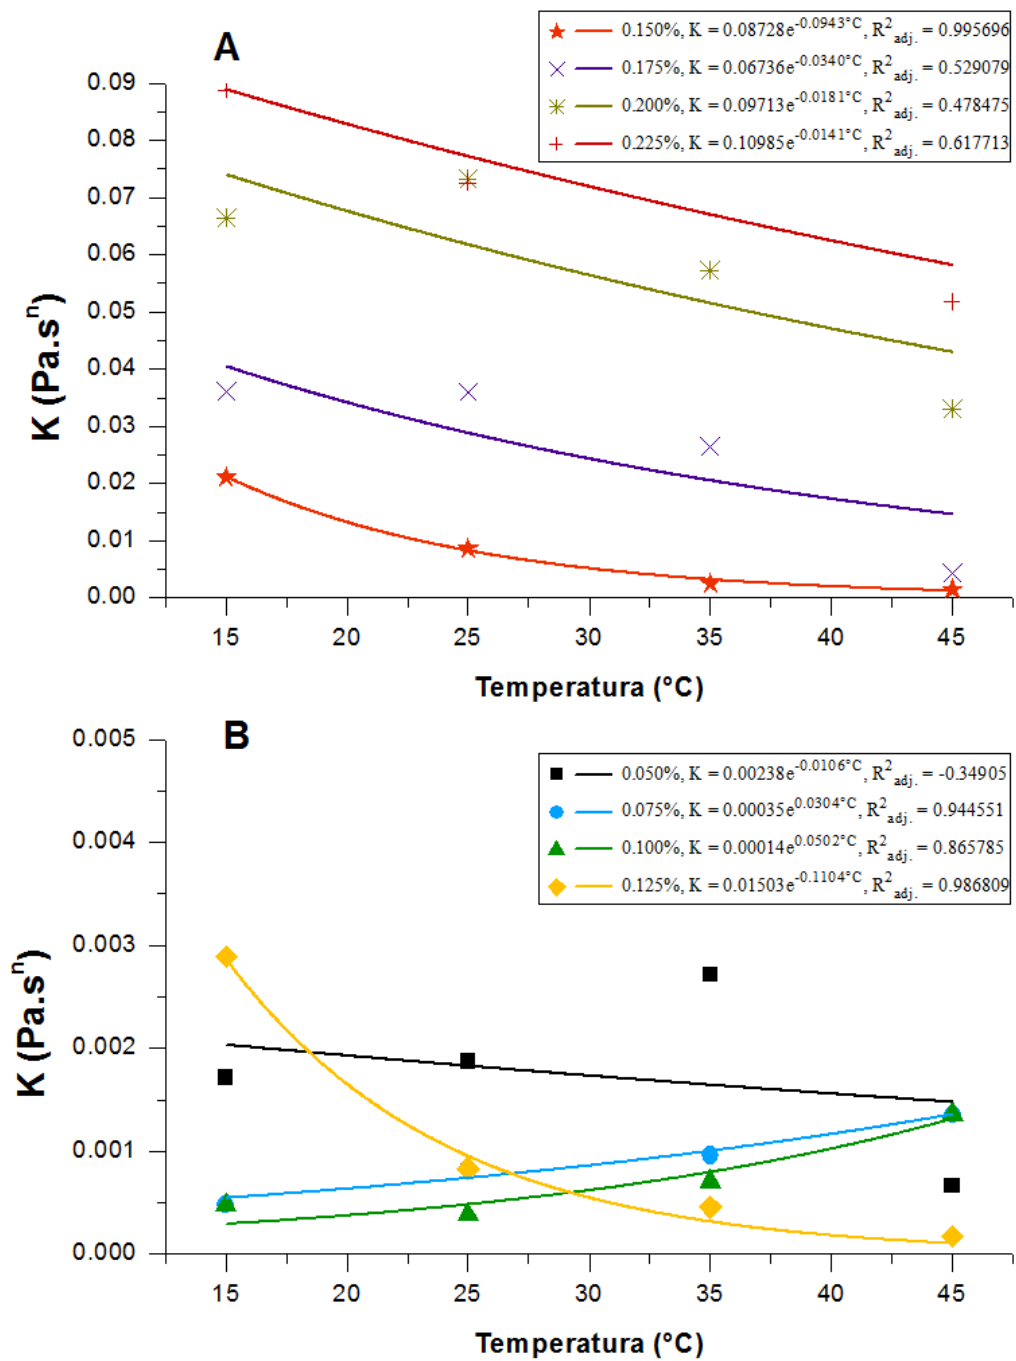 A
0.150%, K = 0.08728e^-0.0943°C, R²adj. = 0.995696
0.175%, K = 0.06736e^-0.0340°C, R²adj. = 0.529079
0.200%, K = 0.09713e^-0.0181°C, R²adj. = 0.478475
0.225%, K = 0.10985e^-0.0141°C, R²adj. = 0.617713
0.09
0.08
0.07
0.06
0.05
0.04
0.03
0.02
0.01
0.00
K (Pa.sⁿ)
15 20 25 30 35 40 45
Temperatura (°C)
B
0.050%, K = 0.00238e^-0.0106°C, R²adj. = -0.34905
0.075%, K = 0.00035e^0.0304°C, R²adj. = 0.944551
0.100%, K = 0.00014e^0.0502°C, R²adj. = 0.865785
0.125%, K = 0.01503e^-0.1104°C, R²adj. = 0.986809
0.005
0.004
0.003
0.002
0.001
0.000
K (Pa.sⁿ)
15 20 25 30 35 40 45
Temperatura (°C)